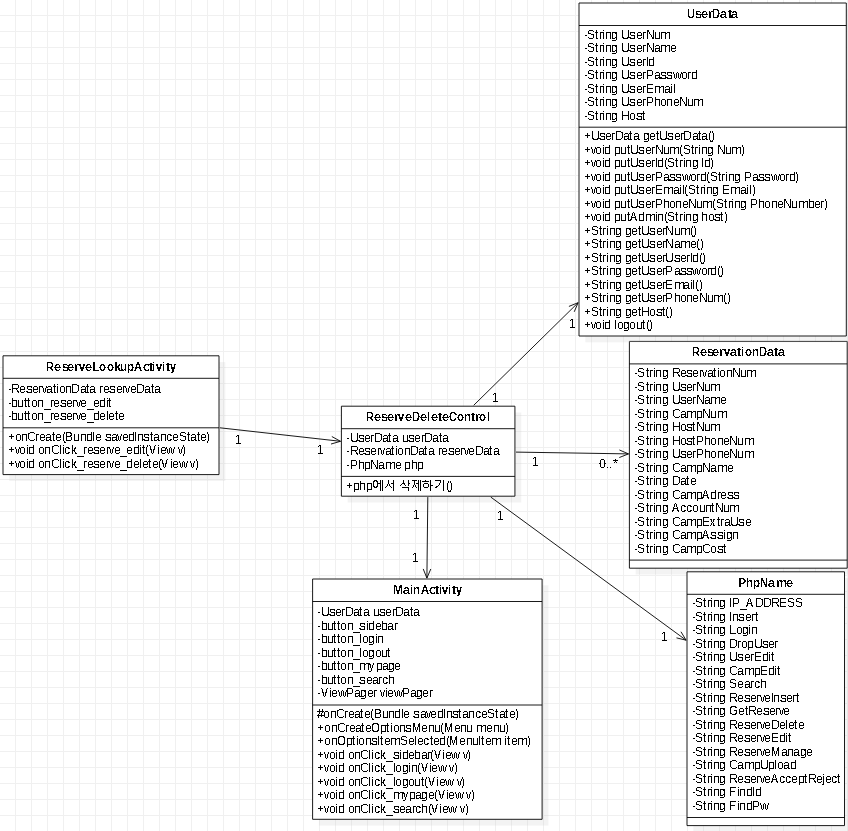 UserData
-String UserNum
-String UserName
-String UserId
-String UserPassword
-String UserEmail
-String UserPhoneNum
-String Host
+UserData getUserData()
+void putUserNum(String Num)
+void putUserId(String Id)
+void putUserPassword(String Password)
+void putUserEmail(String Email)
+void putUserPhoneNum(String PhoneNumber)
+void putAdmin(String host)
+String getUserNum()
+String getUserName()
+String getUserUserId()
+String getUserPassword()
+String getUserEmail()
+String getUserPhoneNum()
+String getHost()
+void logout()
ReservationData
-String ReservationNum
-String UserNum
-String UserName
-String CampNum
-String HostNum
-String HostPhoneNum
-String UserPhoneNum
-String CampName
-String Date
-String CampAdress
-String AccountNum
-String CampExtraUse
-String CampAssign
-String CampCost
ReserveLookupActivity
-ReservationData reserveData
-button_reserve_edit
-button_reserve_delete
+onCreate(Bundle savedInstanceState)
+void onClick_reserve_edit(View v)
+void onClick_reserve_delete(View v)
ReserveDeleteControl
-UserData userData
-ReservationData reserveData
-PhpName php
+php에서 삭제하기()
1
1
1
1
1
0..*
1
1
1
1
MainActivity
-UserData userData
-button_sidebar
-button_login
-button_logout
-button_mypage
-button_search
-ViewPager viewPager
#onCreate(Bundle savedInstanceState)
+onCreateOptionsMenu(Menu menu)
+onOptionsItemSelected(MenuItem item)
+void onClick_sidebar(View v)
+void onClick_login(View v)
+void onClick_logout(View v)
+void onClick_mypage(View v)
+void onClick_search(View v)
PhpName
-String IP_ADDRESS
-String Insert
-String Login
-String DropUser
-String UserEdit
-String CampEdit
-String Search
-String ReserveInsert
-String GetReserve
-String ReserveDelete
-String ReserveEdit
-String ReserveManage
-String CampUpload
-String ReserveAcceptReject
-String FindId
-String FindPw